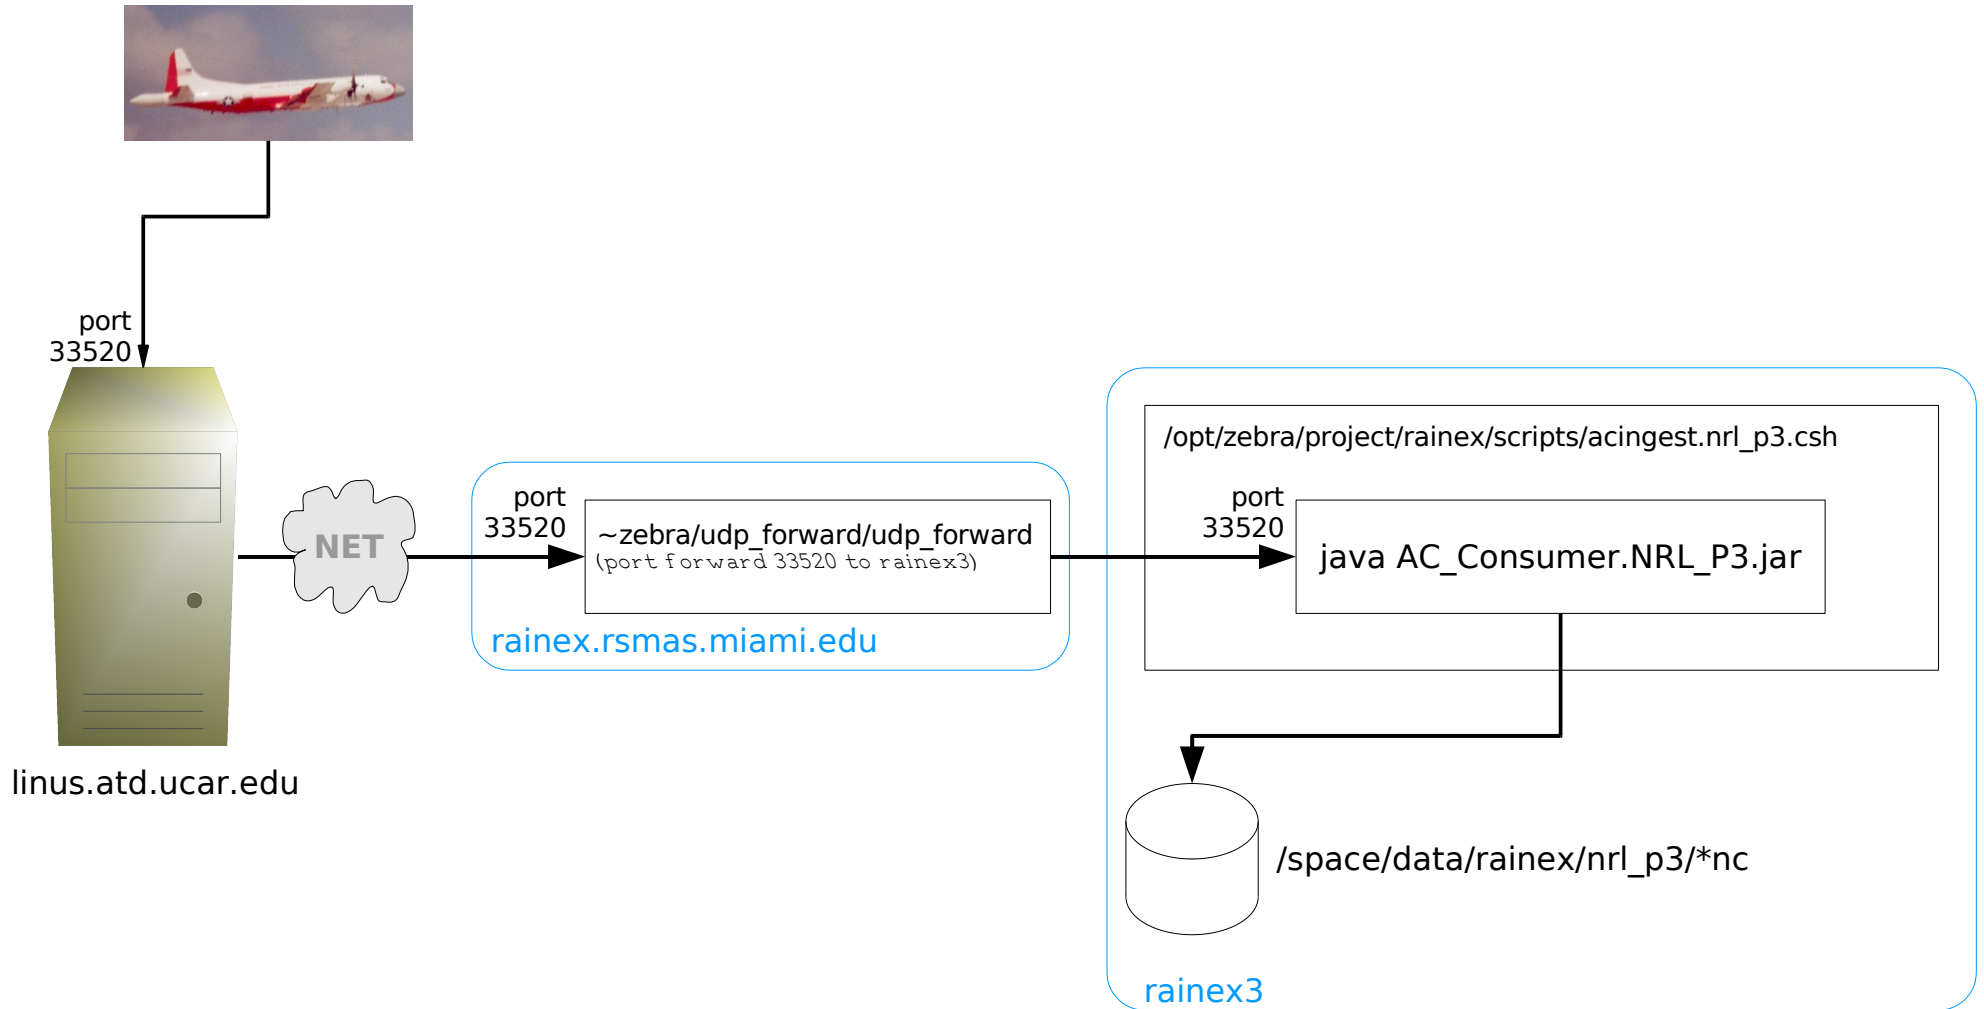 port
33520
linus.atd.ucar.edu
NET
port
33520
~zebra/udp_forward/udp_forward
(port forward 33520 to rainex3)
rainex.rsmas.miami.edu
/opt/zebra/project/rainex/scripts/acingest.nrl_p3.csh
port
33520
java AC_Consumer.NRL_P3.jar
/space/data/rainex/nrl_p3/*nc
rainex3